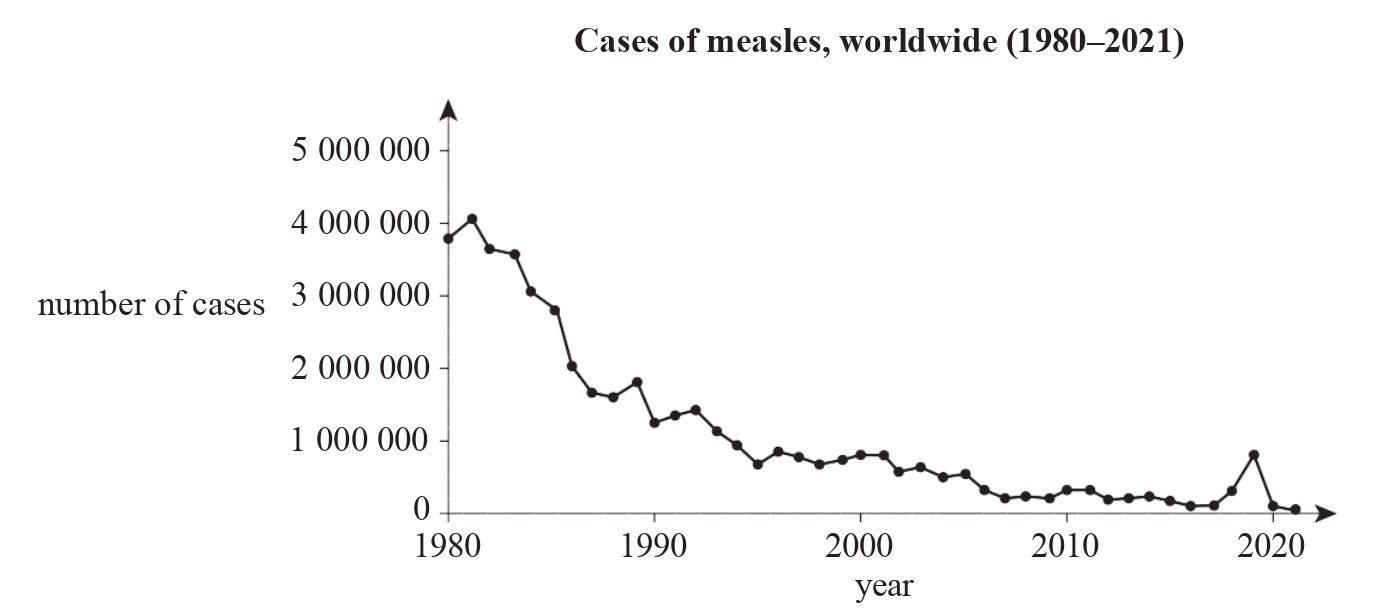 Cases of measles, worldwide (1980–2021)
number of cases
5 000 000
4 000 000
3 000 000
2 000 000
1 000 000
0
1980 1990 2000 2010 2020
year